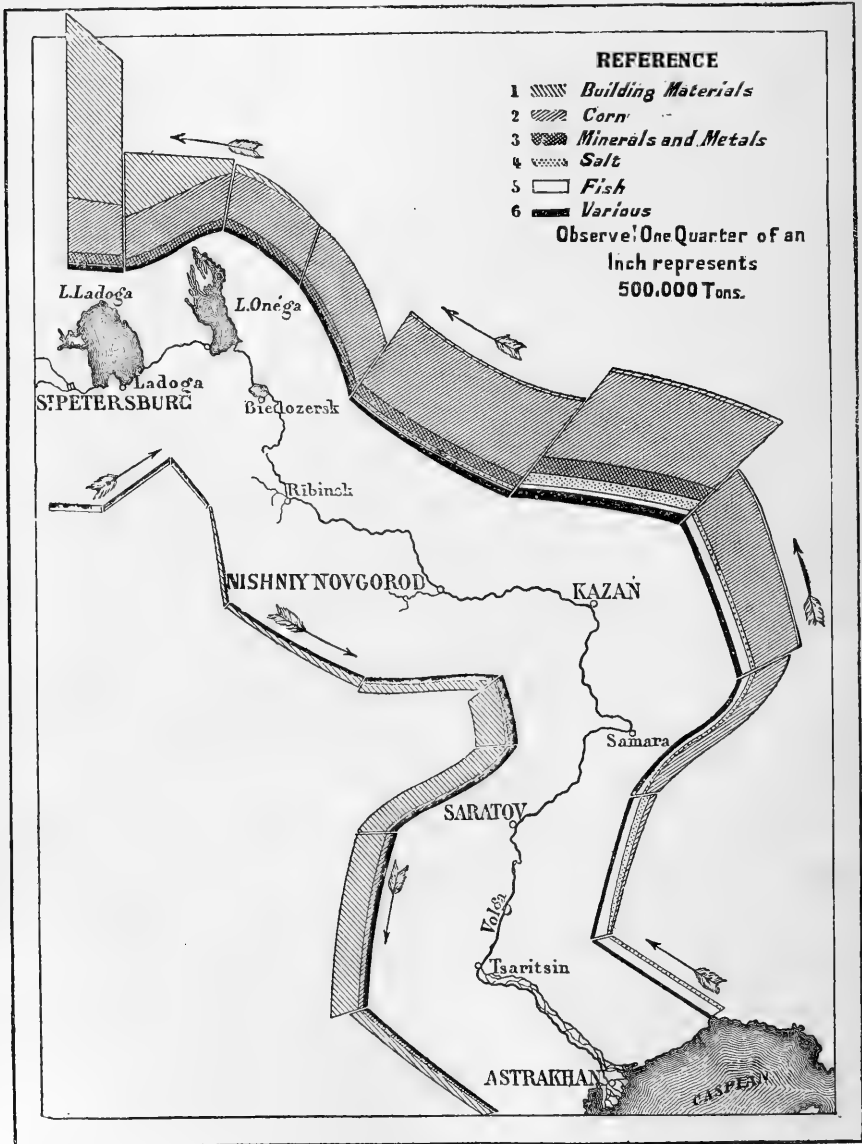 REFERENCE
1 Building Materials
2 Corn
3 Minerals and Metals
4 Salt
5 Fish
6 Various
Observe! One Quarter of an
Inch represents
500.000 Tons.
L.Ladoga
L.Onéga
Ladoga
ST PETERSBURG
Bielozersk
Ribinsk
NISHNIY NOVGOROD
KAZAŃ
Samara
SARATOV
Volga
Tsaritsin
ASTRAKHAN
CASPEAN